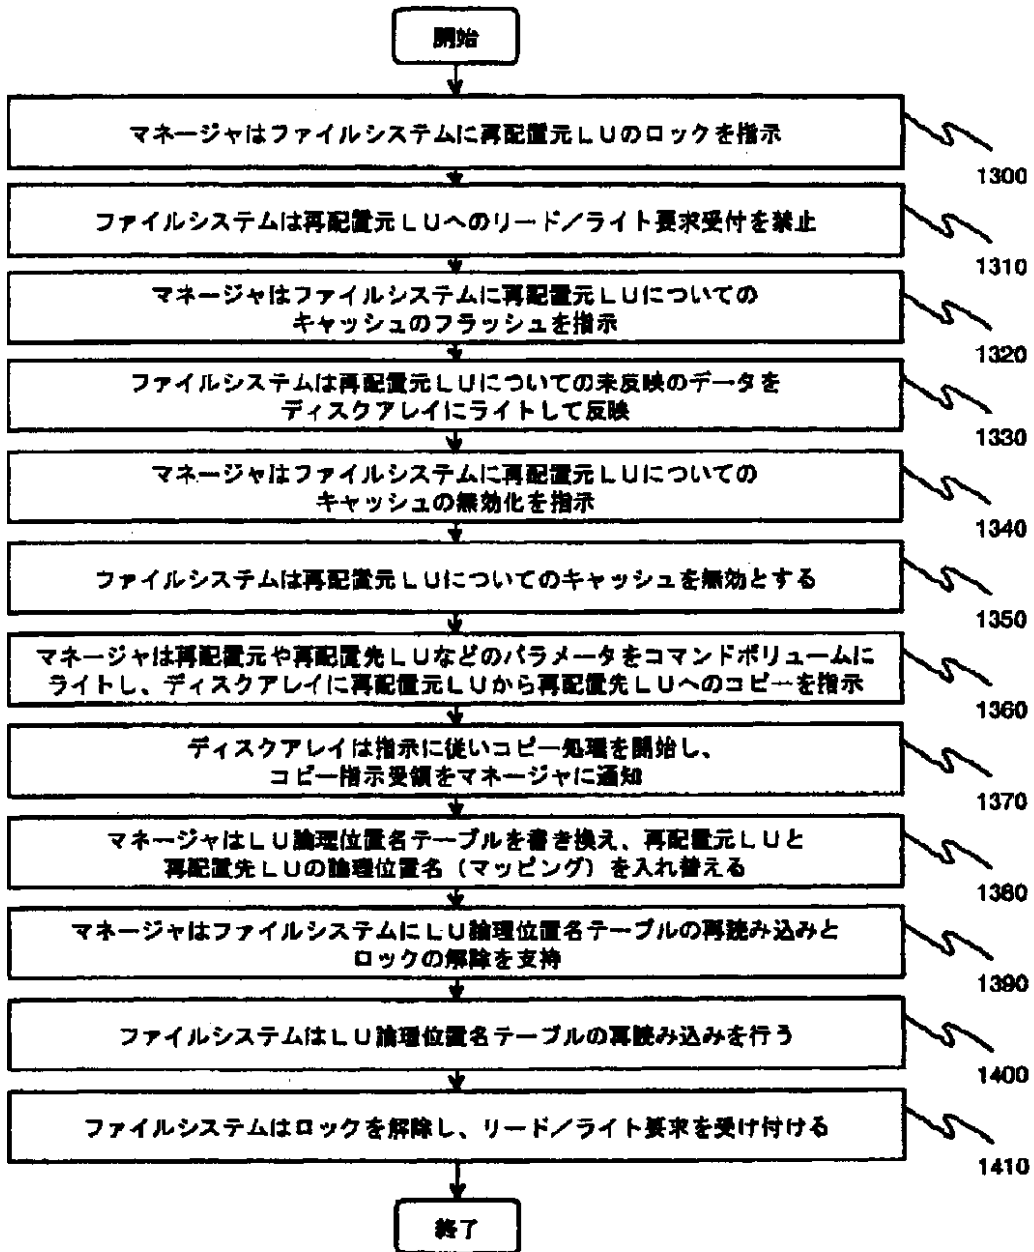 開始
マネージャはファイルシステムに再配置元LUのロックを指示
1300
ファイルシステムは再配置元LUへのリード/ライト要求受付を禁止
1310
マネージャはファイルシステムに再配置元LUについての
キャッシュのフラッシュを指示
1320
ファイルシステムは再配置元LUについての未反映のデータを
ディスクアレイにライトして反映
1330
マネージャはファイルシステムに再配置元LUについての
キャッシュの無効化を指示
1340
ファイルシステムは再配置元LUについてのキャッシュを無効とする
1350
マネージャは再配置元や再配置先LUなどのパラメータをコマンドボリュームに
ライトし、ディスクアレイに再配置元LUから再配置先LUへのコピーを指示
1360
ディスクアレイは指示に従いコピー処理を開始し、
コピー指示受領をマネージャに通知
1370
マネージャはLU論理位置名テーブルを書き換え、再配置元LUと
再配置先LUの論理位置名(マッピング)を入れ替える
1380
マネージャはファイルシステムにLU論理位置名テーブルの再読み込みと
ロックの解除を支持
1390
ファイルシステムはLU論理位置名テーブルの再読み込みを行う
1400
ファイルシステムはロックを解除し、リード/ライト要求を受け付ける
1410
終了